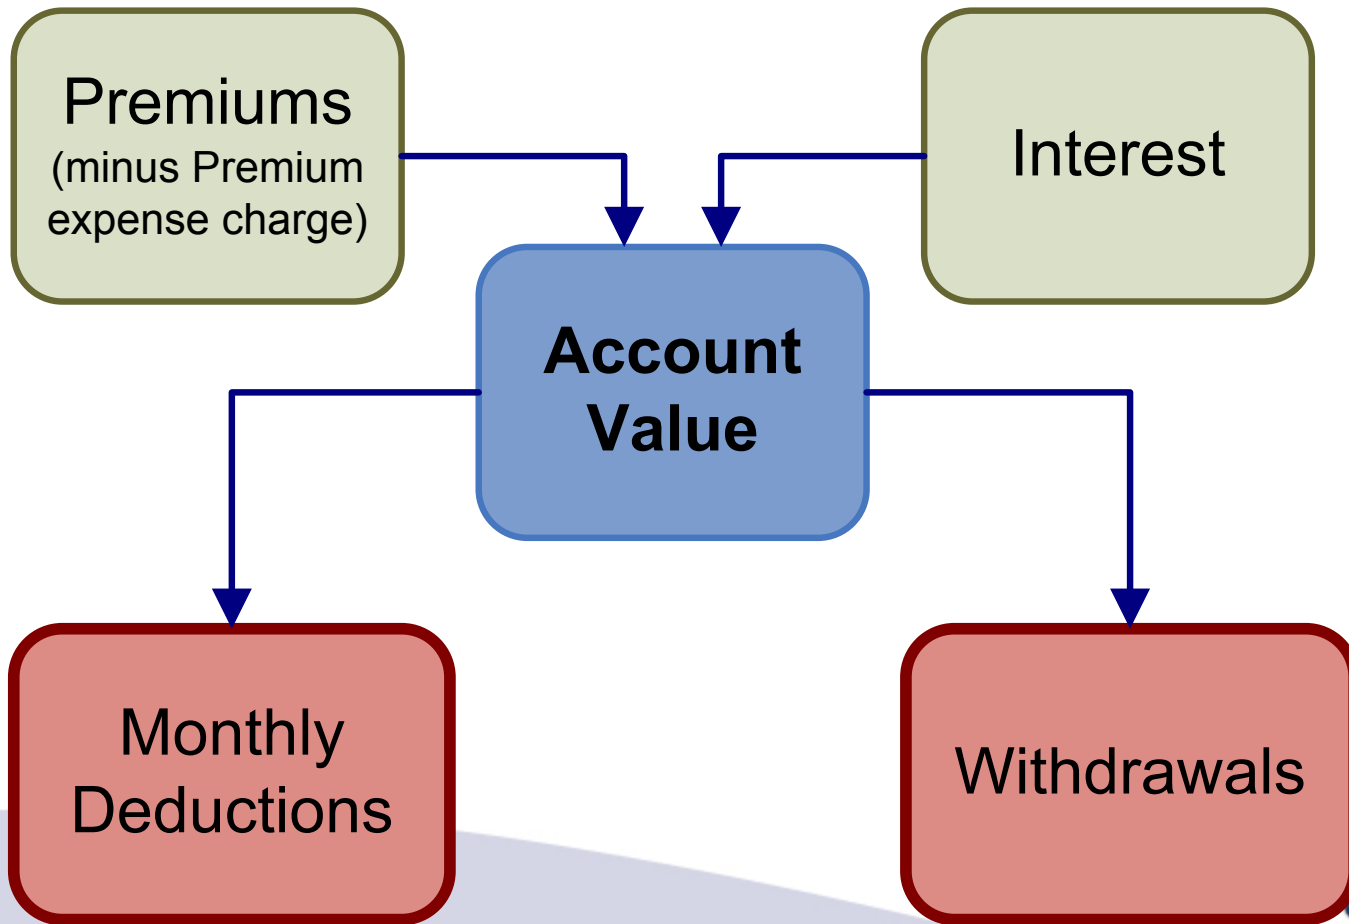 Premiums
(minus Premium
expense charge)
Interest
Account
Value
Monthly
Deductions
Withdrawals